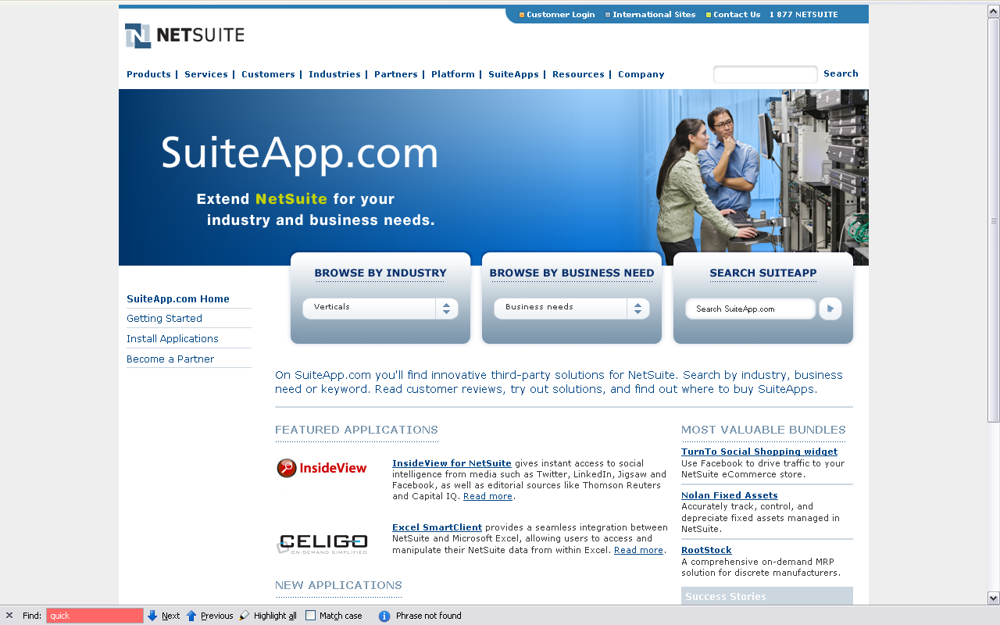 Customer Login International Sites Contact Us 1 877 NETSUITE
NETSUITE
Products | Services | Customers | Industries | Partners | Platform | SuiteApps | Resources | Company Search
SuiteApp.com
Extend NetSuite for your
industry and business needs.
BROWSE BY INDUSTRY
Verticals
BROWSE BY BUSINESS NEED
Business needs
SEARCH SUITEAPP
Search SuiteApp.com
SuiteApp.com Home
Getting Started
Install Applications
Become a Partner
On SuiteApp.com you'll find innovative third-party solutions for NetSuite. Search by industry, business
need or keyword. Read customer reviews, try out solutions, and find out where to buy SuiteApps.
FEATURED APPLICATIONS
InsideView
InsideView for NetSuite gives instant access to social
intelligence from media such as Twitter, LinkedIn, Jigsaw and
Facebook, as well as editorial sources like Thomson Reuters
and Capital IQ. Read more.
CELIGO
ON-DEMAND SIMPLIFIED
Excel SmartClient provides a seamless integration between
NetSuite and Microsoft Excel, allowing users to access and
manipulate their NetSuite data from within Excel. Read more.
NEW APPLICATIONS
MOST VALUABLE BUNDLES
TurnTo Social Shopping widget
Use Facebook to drive traffic to your
NetSuite eCommerce store.
Nolan Fixed Assets
Accurately track, control, and
depreciate fixed assets managed in
NetSuite.
RootStock
A comprehensive on-demand MRP
solution for discrete manufacturers.
Success Stories
Find: quick Next Previous Highlight all Match case Phrase not found